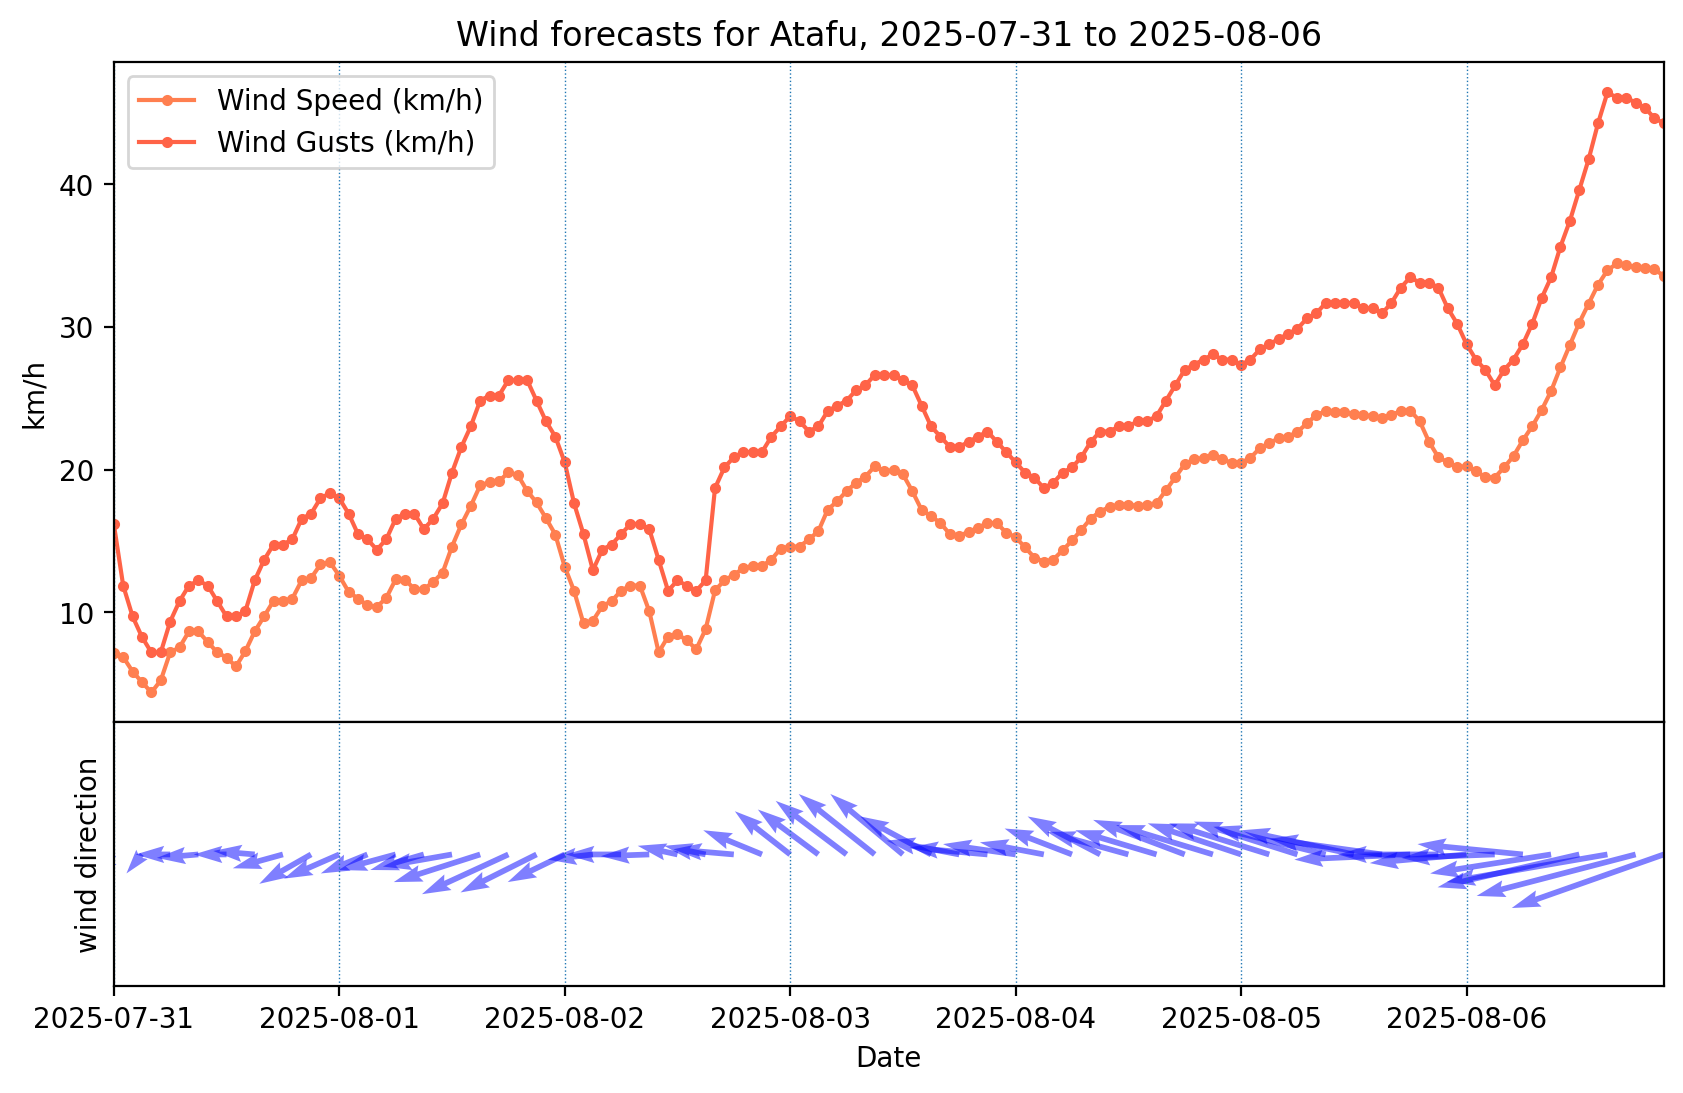 Wind forecasts for Atafu, 2025-07-31 to 2025-08-06
Wind Speed (km/h)
Wind Gusts (km/h)
km/h
40
30
20
10
wind direction
2025-07-31
2025-08-01
2025-08-02
2025-08-03
2025-08-04
2025-08-05
2025-08-06
Date